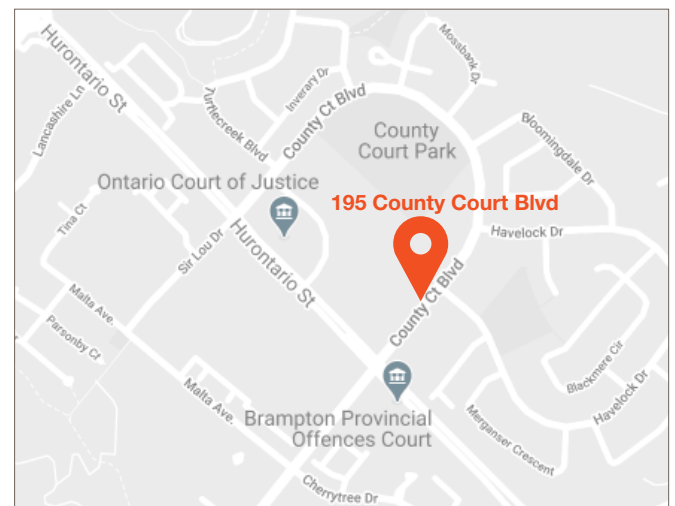 Hurontario St
Mossbank Dr
Lancashire Ln
Turtlecreek Blvd
Inverary Dr
County Ct Blvd
County
Court Park
Bloomingdale Dr
Ontario Court of Justice
195 County Court Blvd
Tina Ct
Sir Lou Dr
Hurontario St
Havelock Dr
County Ct Blvd
Malta Ave.
Parsonby Ct
Blackmere Cir
Havelock Dr
Malta Ave.
Brampton Provincial
Offences Court
Merganser Crescent
Cherrytree Dr